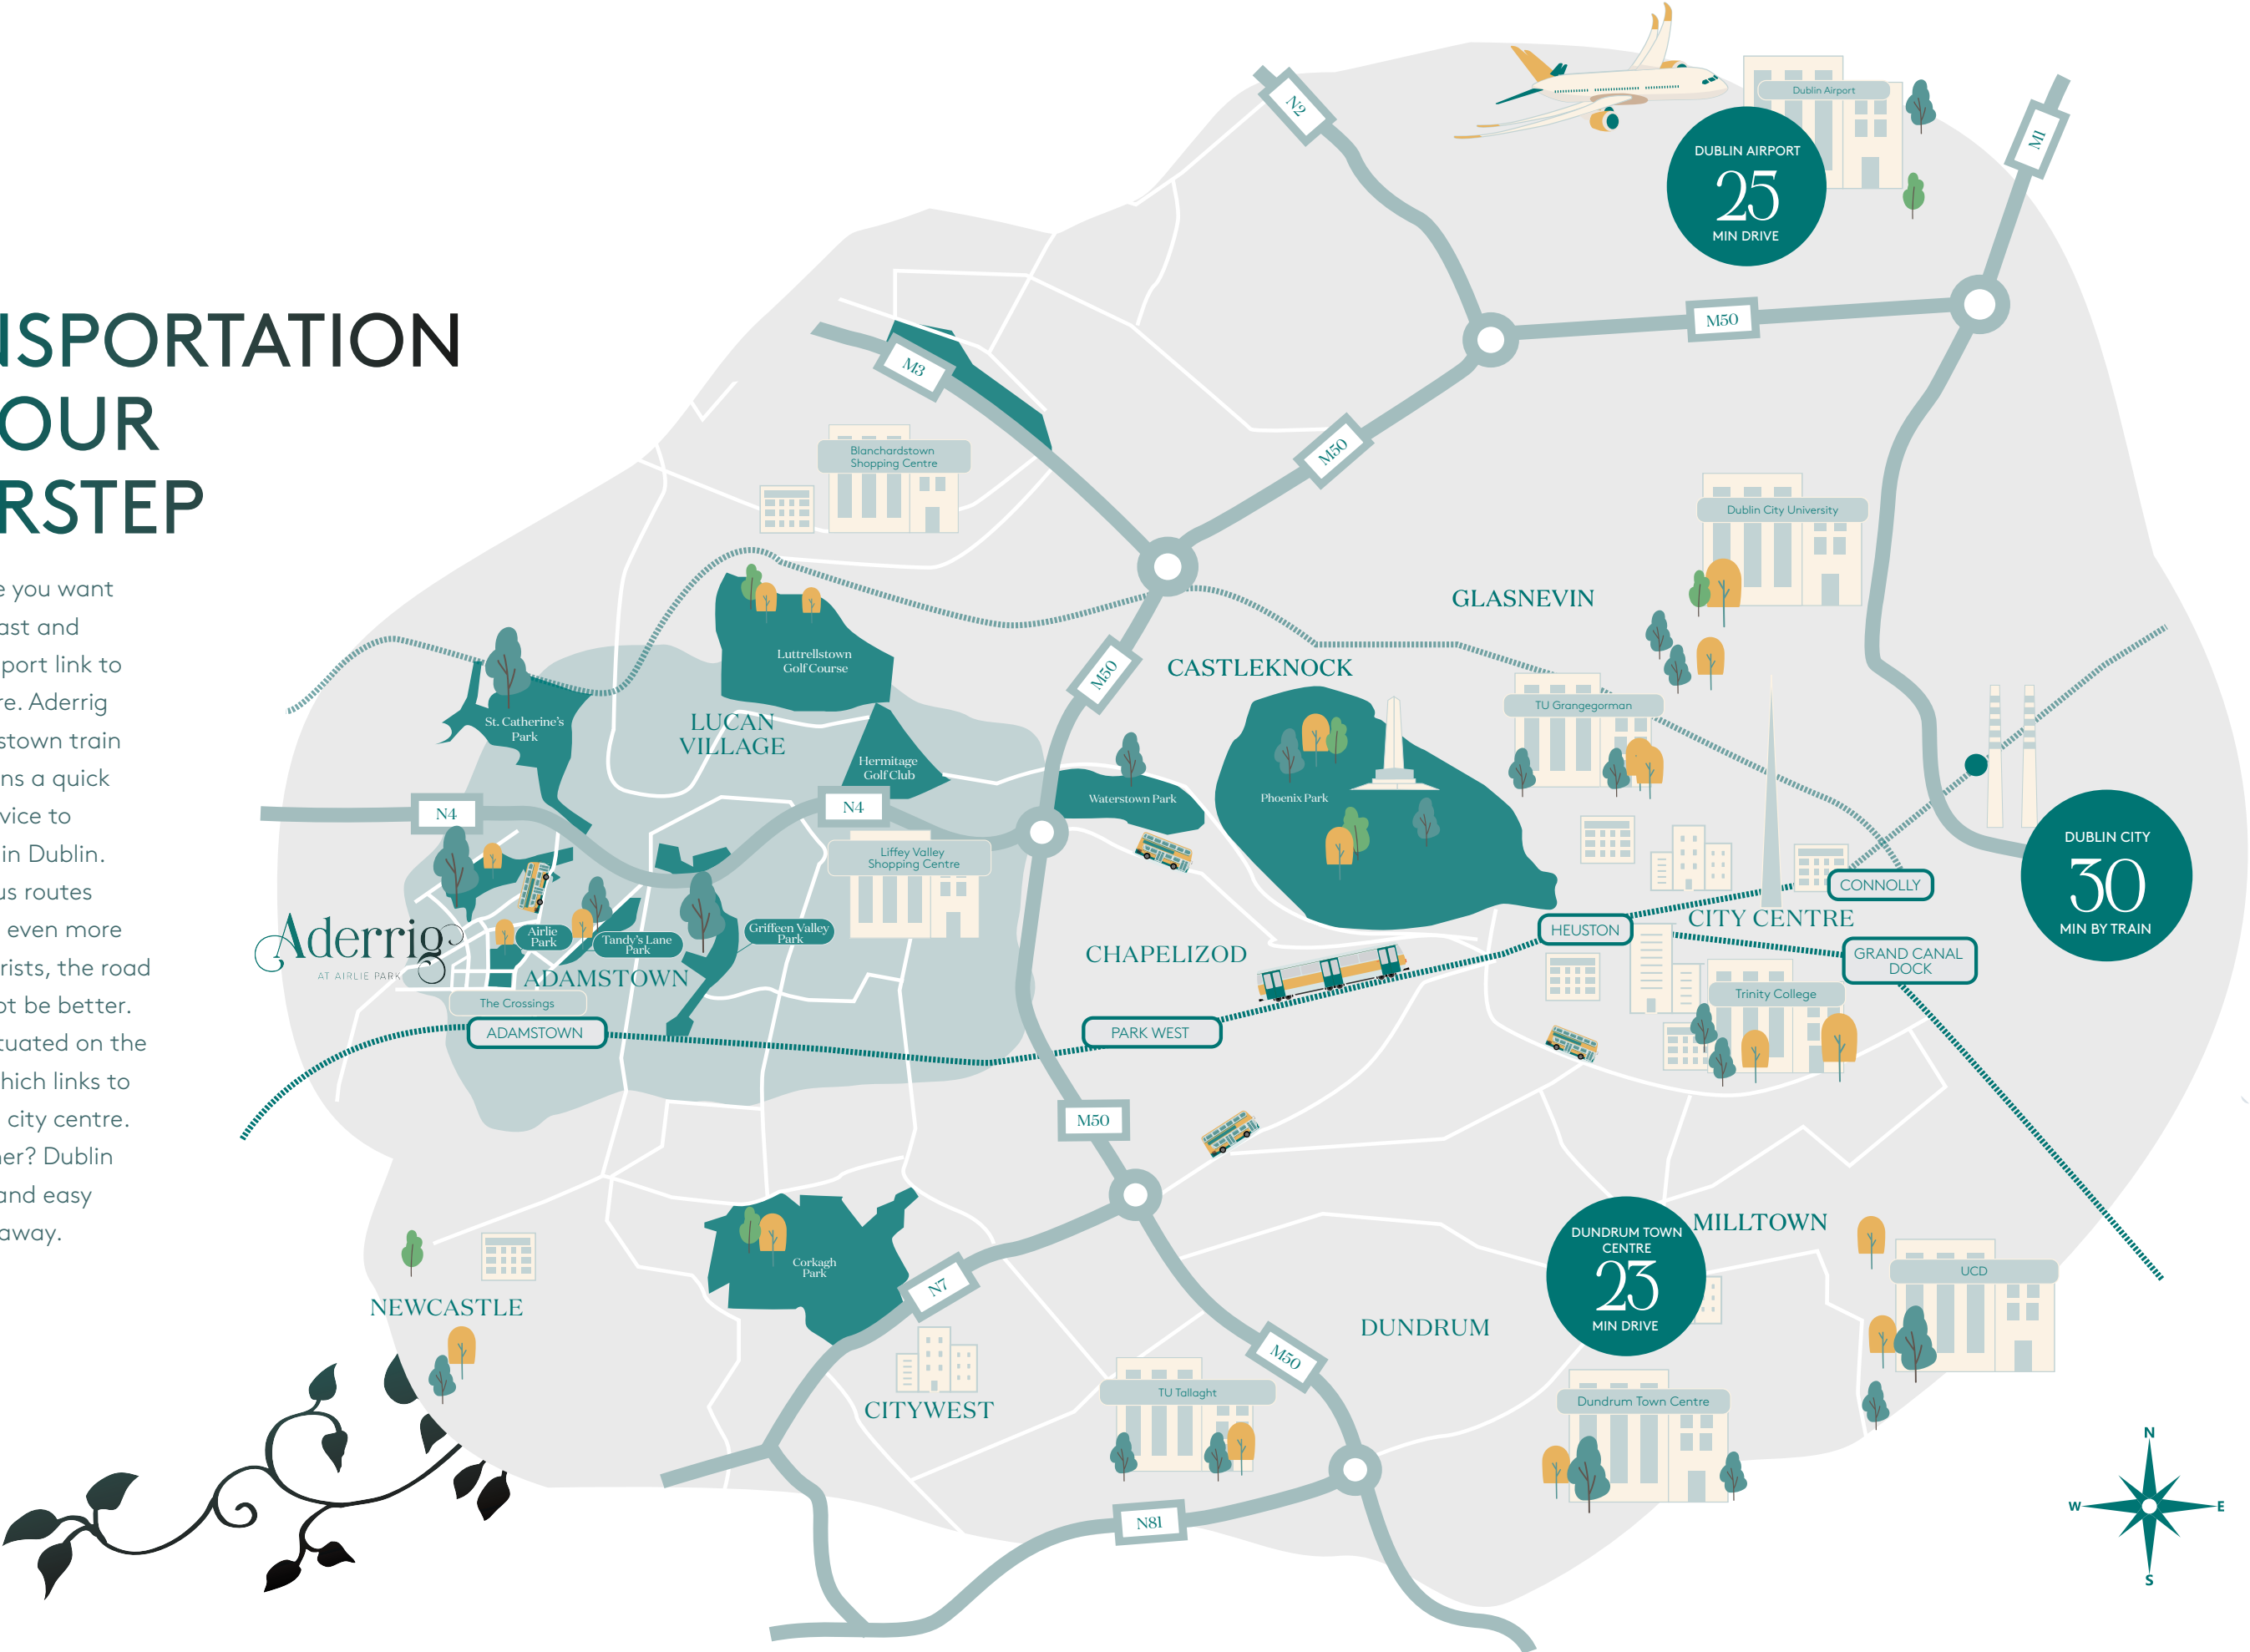 NSPORTATION
OUR
RSTEP
e you want
ast and
port link to
re. Aderrig
stown train
ns a quick
vice to
in Dublin.
us routes
even more
rists, the road
ot be better.
tuated on the
hich links to
city centre.
her? Dublin
and easy
away.
N2
Dublin Airport
M1
DUBLIN AIRPORT
25
MIN DRIVE
M50
M3
M50
Blanchardstown
Shopping Centre
Dublin City University
GLASNEVIN
CASTLEKNOCK
M50
Luttrellstown
Golf Course
TU Grangegorman
St. Catherine's
Park
LUCAN
VILLAGE
Hermitage
Golf Club
Waterstown Park
Phoenix Park
N4
N4
Liffey Valley
Shopping Centre
DUBLIN CITY
30
MIN BY TRAIN
CONNOLLY
CITY CENTRE
HEUSTON
Aderrig
AT AIRLIE PARK
Airlie
Park
Tandy's Lane
Park
Griffeen Valley
Park
ADAMSTOWN
CHAPELIZOD
GRAND CANAL
DOCK
Trinity College
The Crossings
ADAMSTOWN
PARK WEST
M50
MILLTOWN
DUNDRUM TOWN
CENTRE
23
MIN DRIVE
UCD
Corkagh
Park
N7
NEWCASTLE
DUNDRUM
M50
TU Tallaght
CITYWEST
Dundrum Town Centre
N81
N
W
E
S